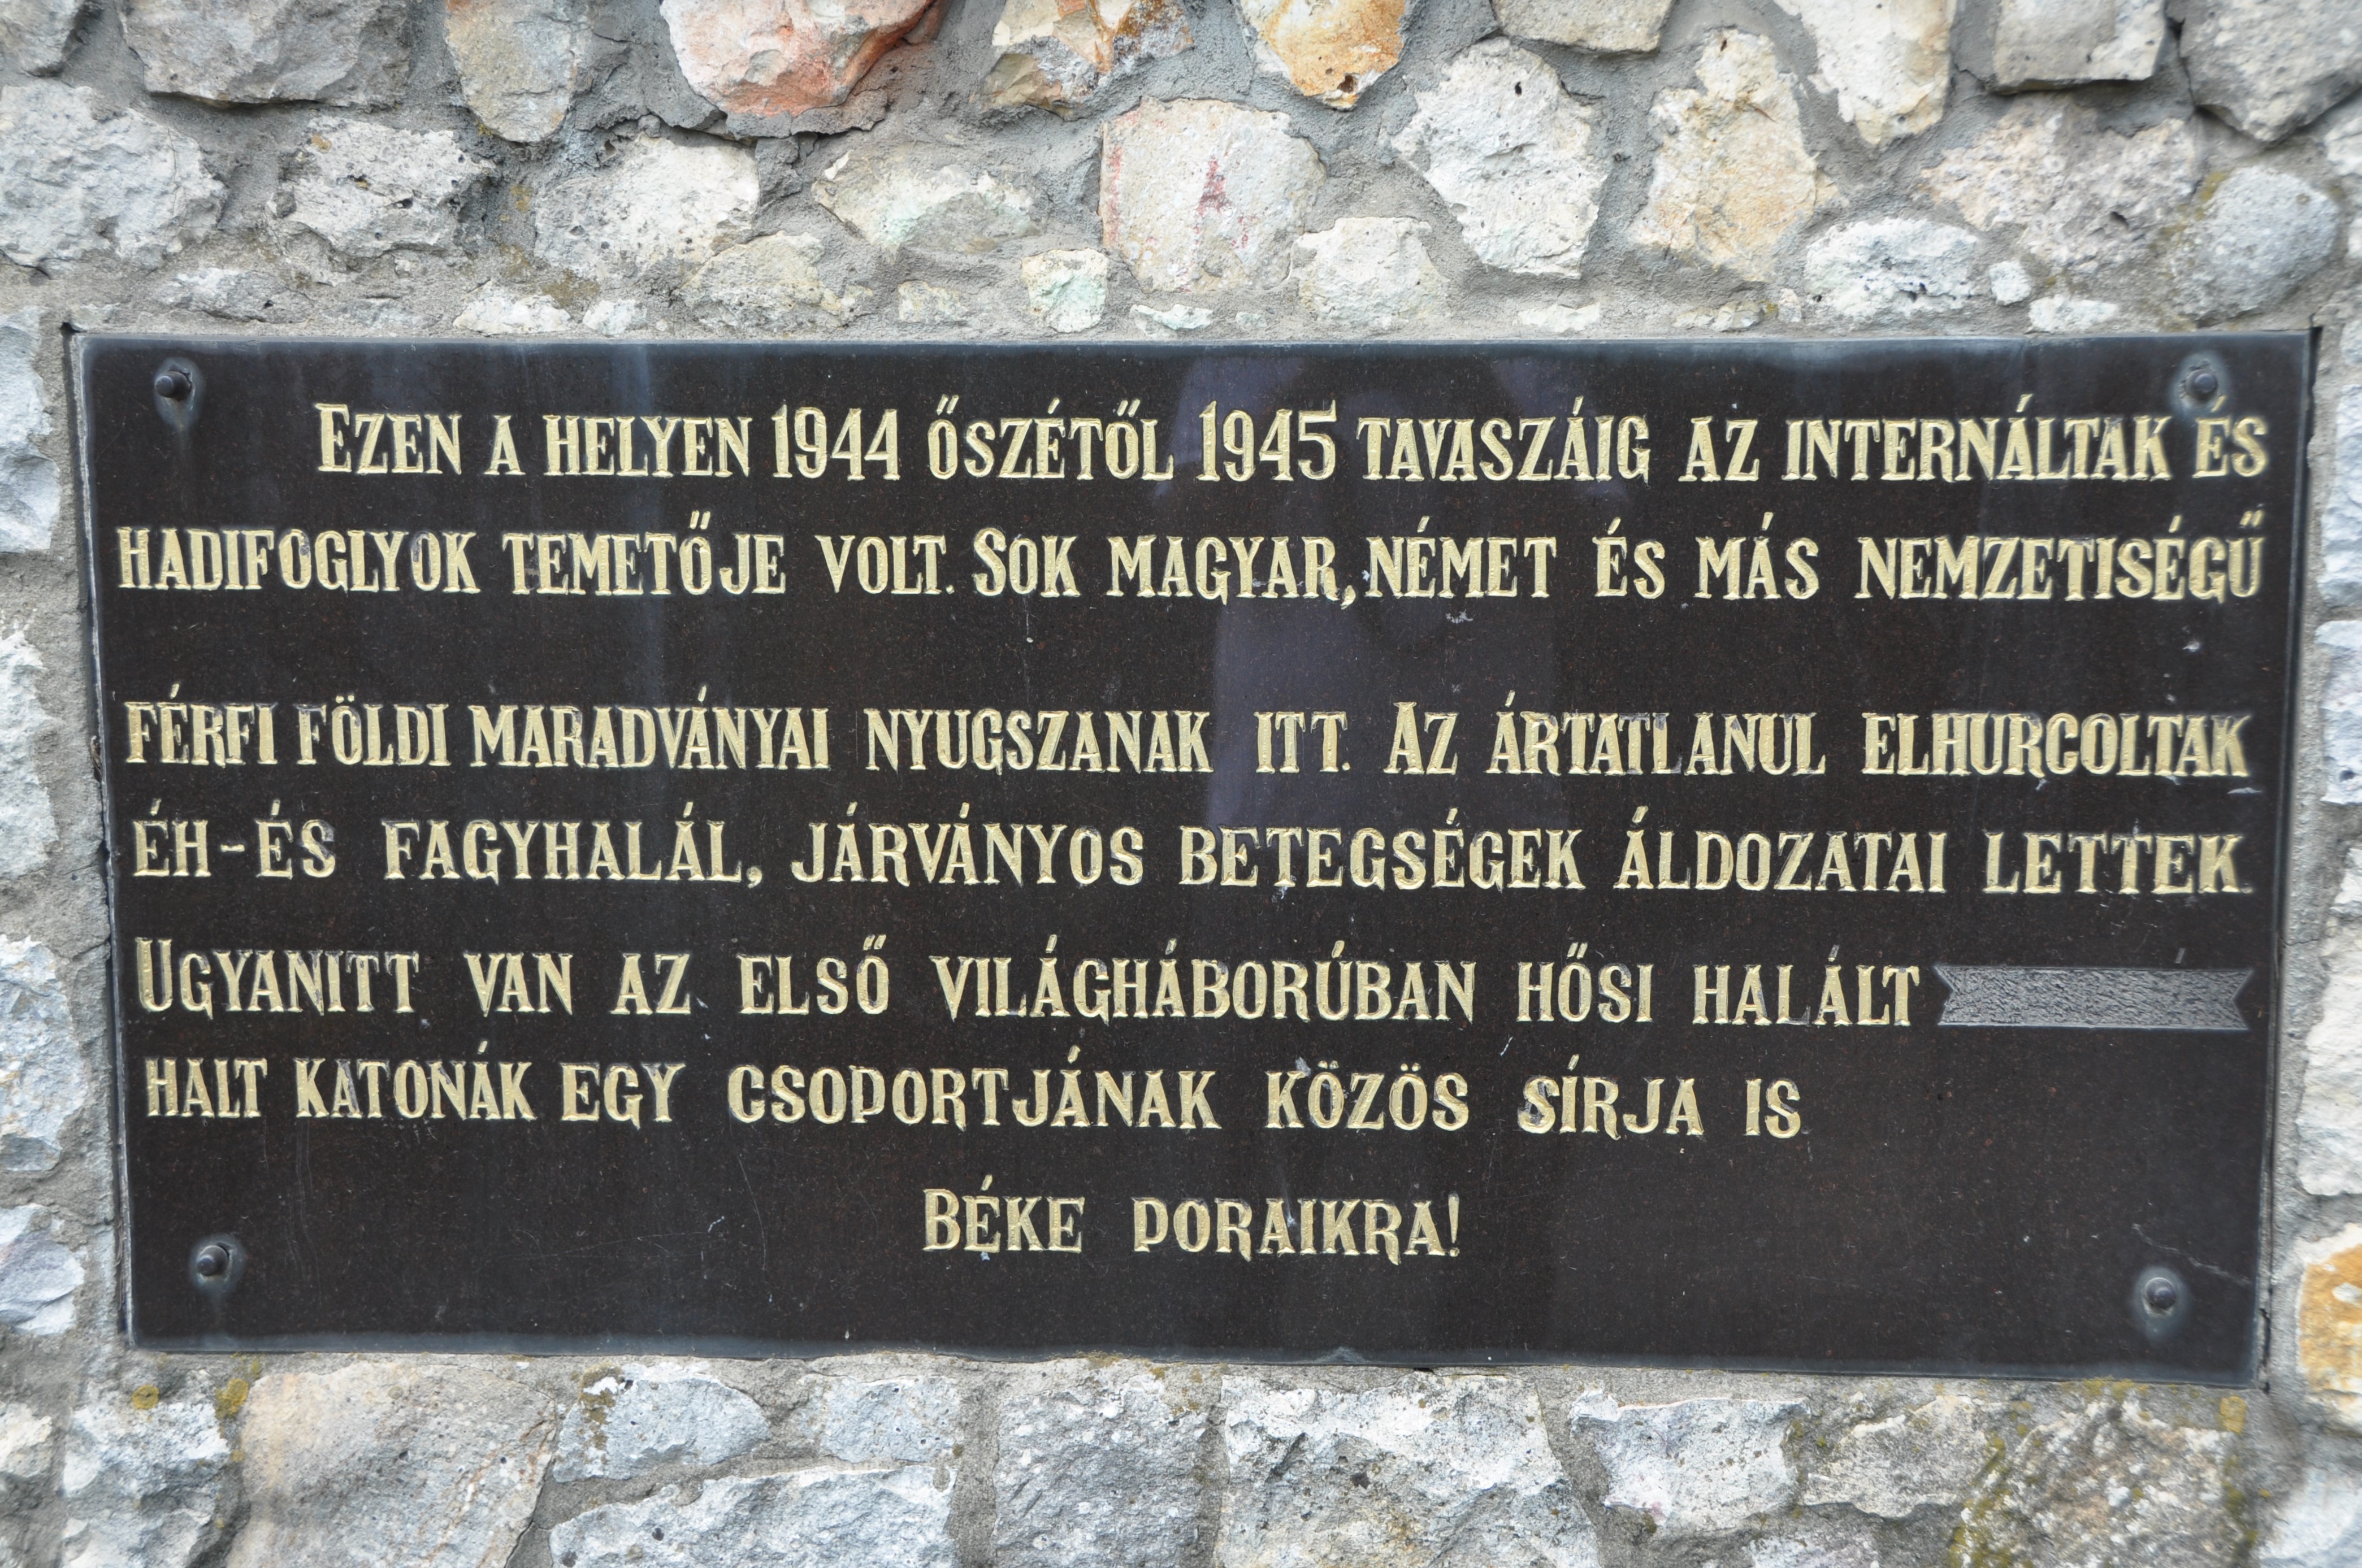 EZEN A HELYEN 1944 ŐSZÉTŐL 1945 TAVASZÁIG AZ INTERNÁLTAK ÉS
HADIFOGLYOK TEMETŐJE VOLT. SOK MAGYAR, NÉMET ÉS MÁS NEMZETISÉGŰ
FÉRFI FÖLDI MARADVÁNYAI NYUGSZANAK ITT. AZ ÁRTATLANUL ELHURCOLTAK
ÉH-ÉS FAGYHALÁL, JÁRVÁNYOS BETEGSÉGEK ÁLDOZATAI LETTEK.
UGYANITT VAN AZ ELSŐ VILÁGHÁBORÚBAN HŐSI HALÁLT
HALT KATONÁK EGY CSOPORTJÁNAK KÖZÖS SÍRJA IS
BÉKE PORAIKRA!